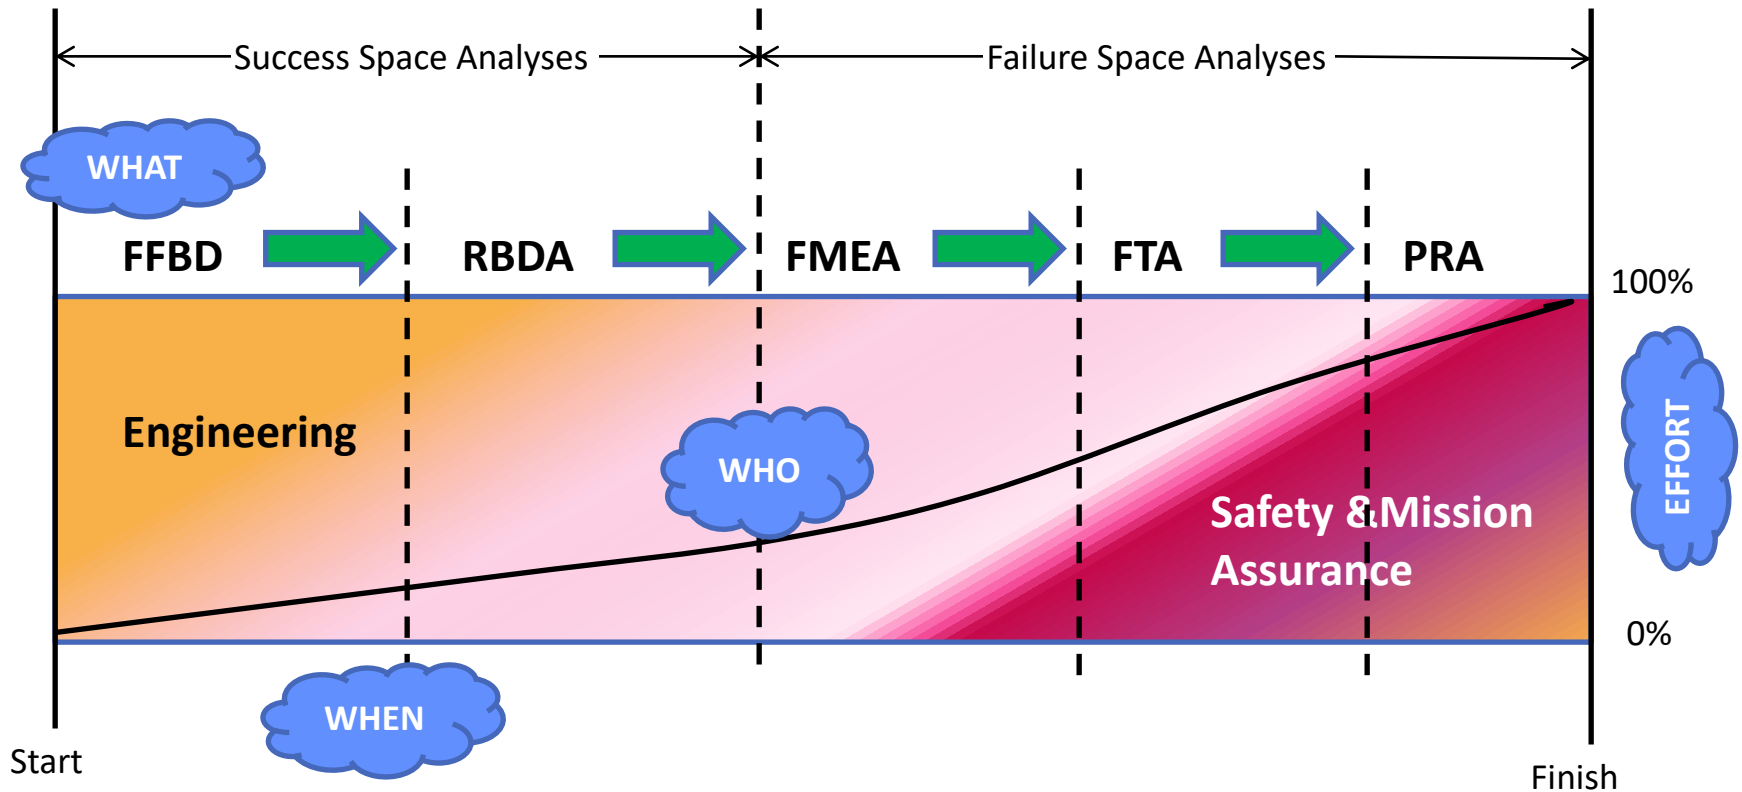 Success Space Analyses
Failure Space Analyses
WHAT
FFBD
RBDA
FMEA
FTA
PRA
100%
Engineering
WHO
EFFORT
Safety &Mission
Assurance
0%
WHEN
Start
Finish